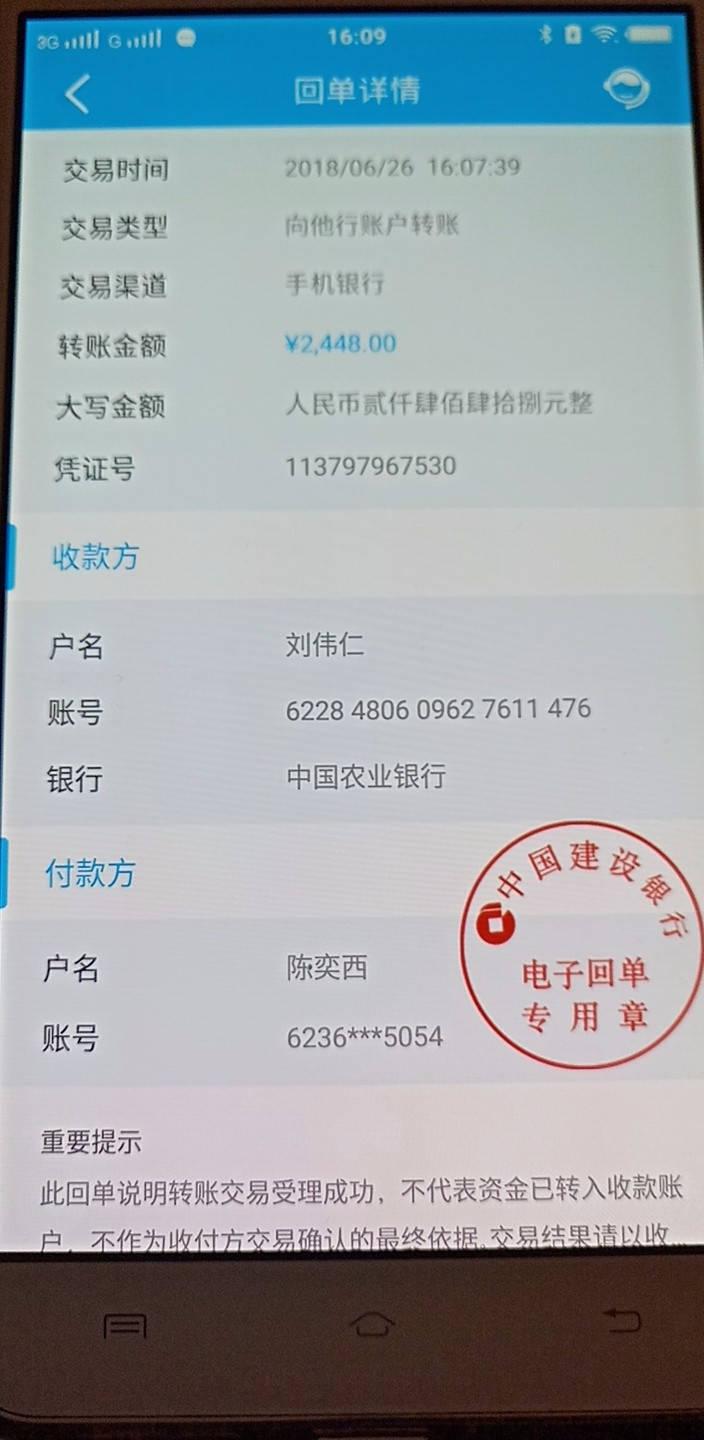 3G G 16:09
回单详情
交易时间 2018/06/26 16:07:39
交易类型 向他行账户转账
交易渠道 手机银行
转账金额 ¥2,448.00
大写金额 人民币贰仟肆佰肆拾捌元整
凭证号 113797967530
收款方
户名 刘伟仁
账号 6228 4806 0962 7611 476
银行 中国农业银行
付款方
户名 陈奕西
账号 6236***5054
中国建设银行
电子回单
专用章
重要提示
此回单说明转账交易受理成功，不代表资金已转入收款账
户，不作为收付方交易确认的最终依据。交易结果请以收...